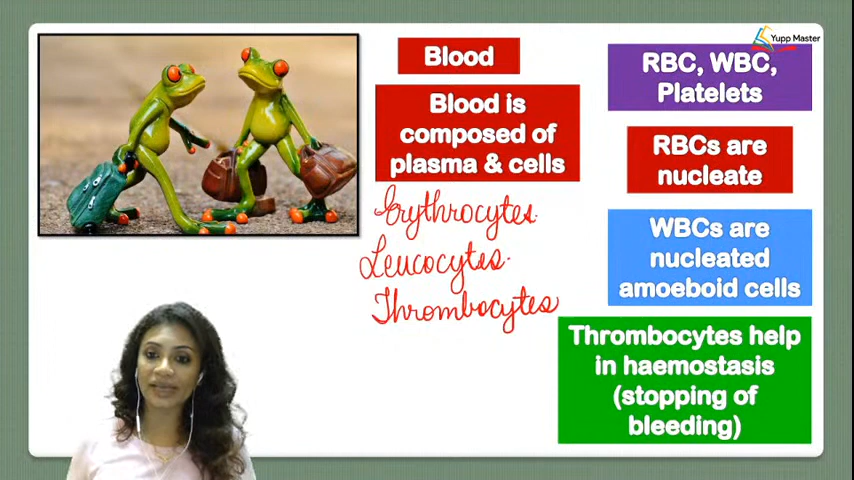 Blood
Blood is
composed of
plasma & cells
Erythrocytes.
Leucocytes.
Thrombocytes
Yupp Master
RBC, WBC,
Platelets
RBCs are
nucleate
WBCs are
nucleated
amoeboid cells
Thrombocytes help
in haemostasis
(stopping of
bleeding)